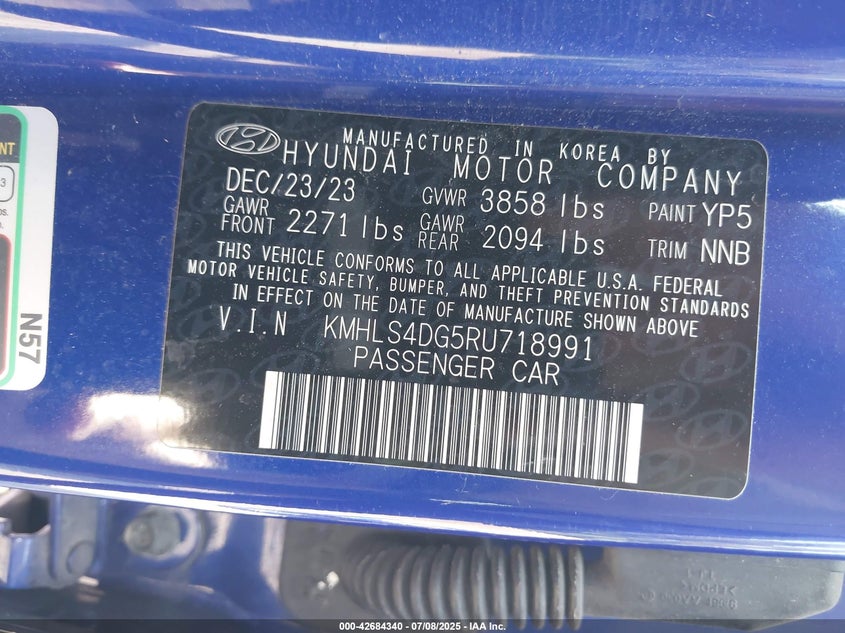 MANUFACTURED IN KOREA BY
HYUNDAI MOTOR COMPANY
DEC/23/23 GVWR 3858 lbs PAINT YP5
GAWR FRONT 2271 lbs GAWR REAR 2094 lbs TRIM NNB
THIS VEHICLE CONFORMS TO ALL APPLICABLE U.S.A. FEDERAL
MOTOR VEHICLE SAFETY, BUMPER, AND THEFT PREVENTION STANDARDS
IN EFFECT ON THE DATE OF MANUFACTURE SHOWN ABOVE
V.I.N KMHLS4DG5RU718991
PASSENGER CAR
NT
3
s.
N57
000-42684340 - 07/08/2025 - IAA Inc.